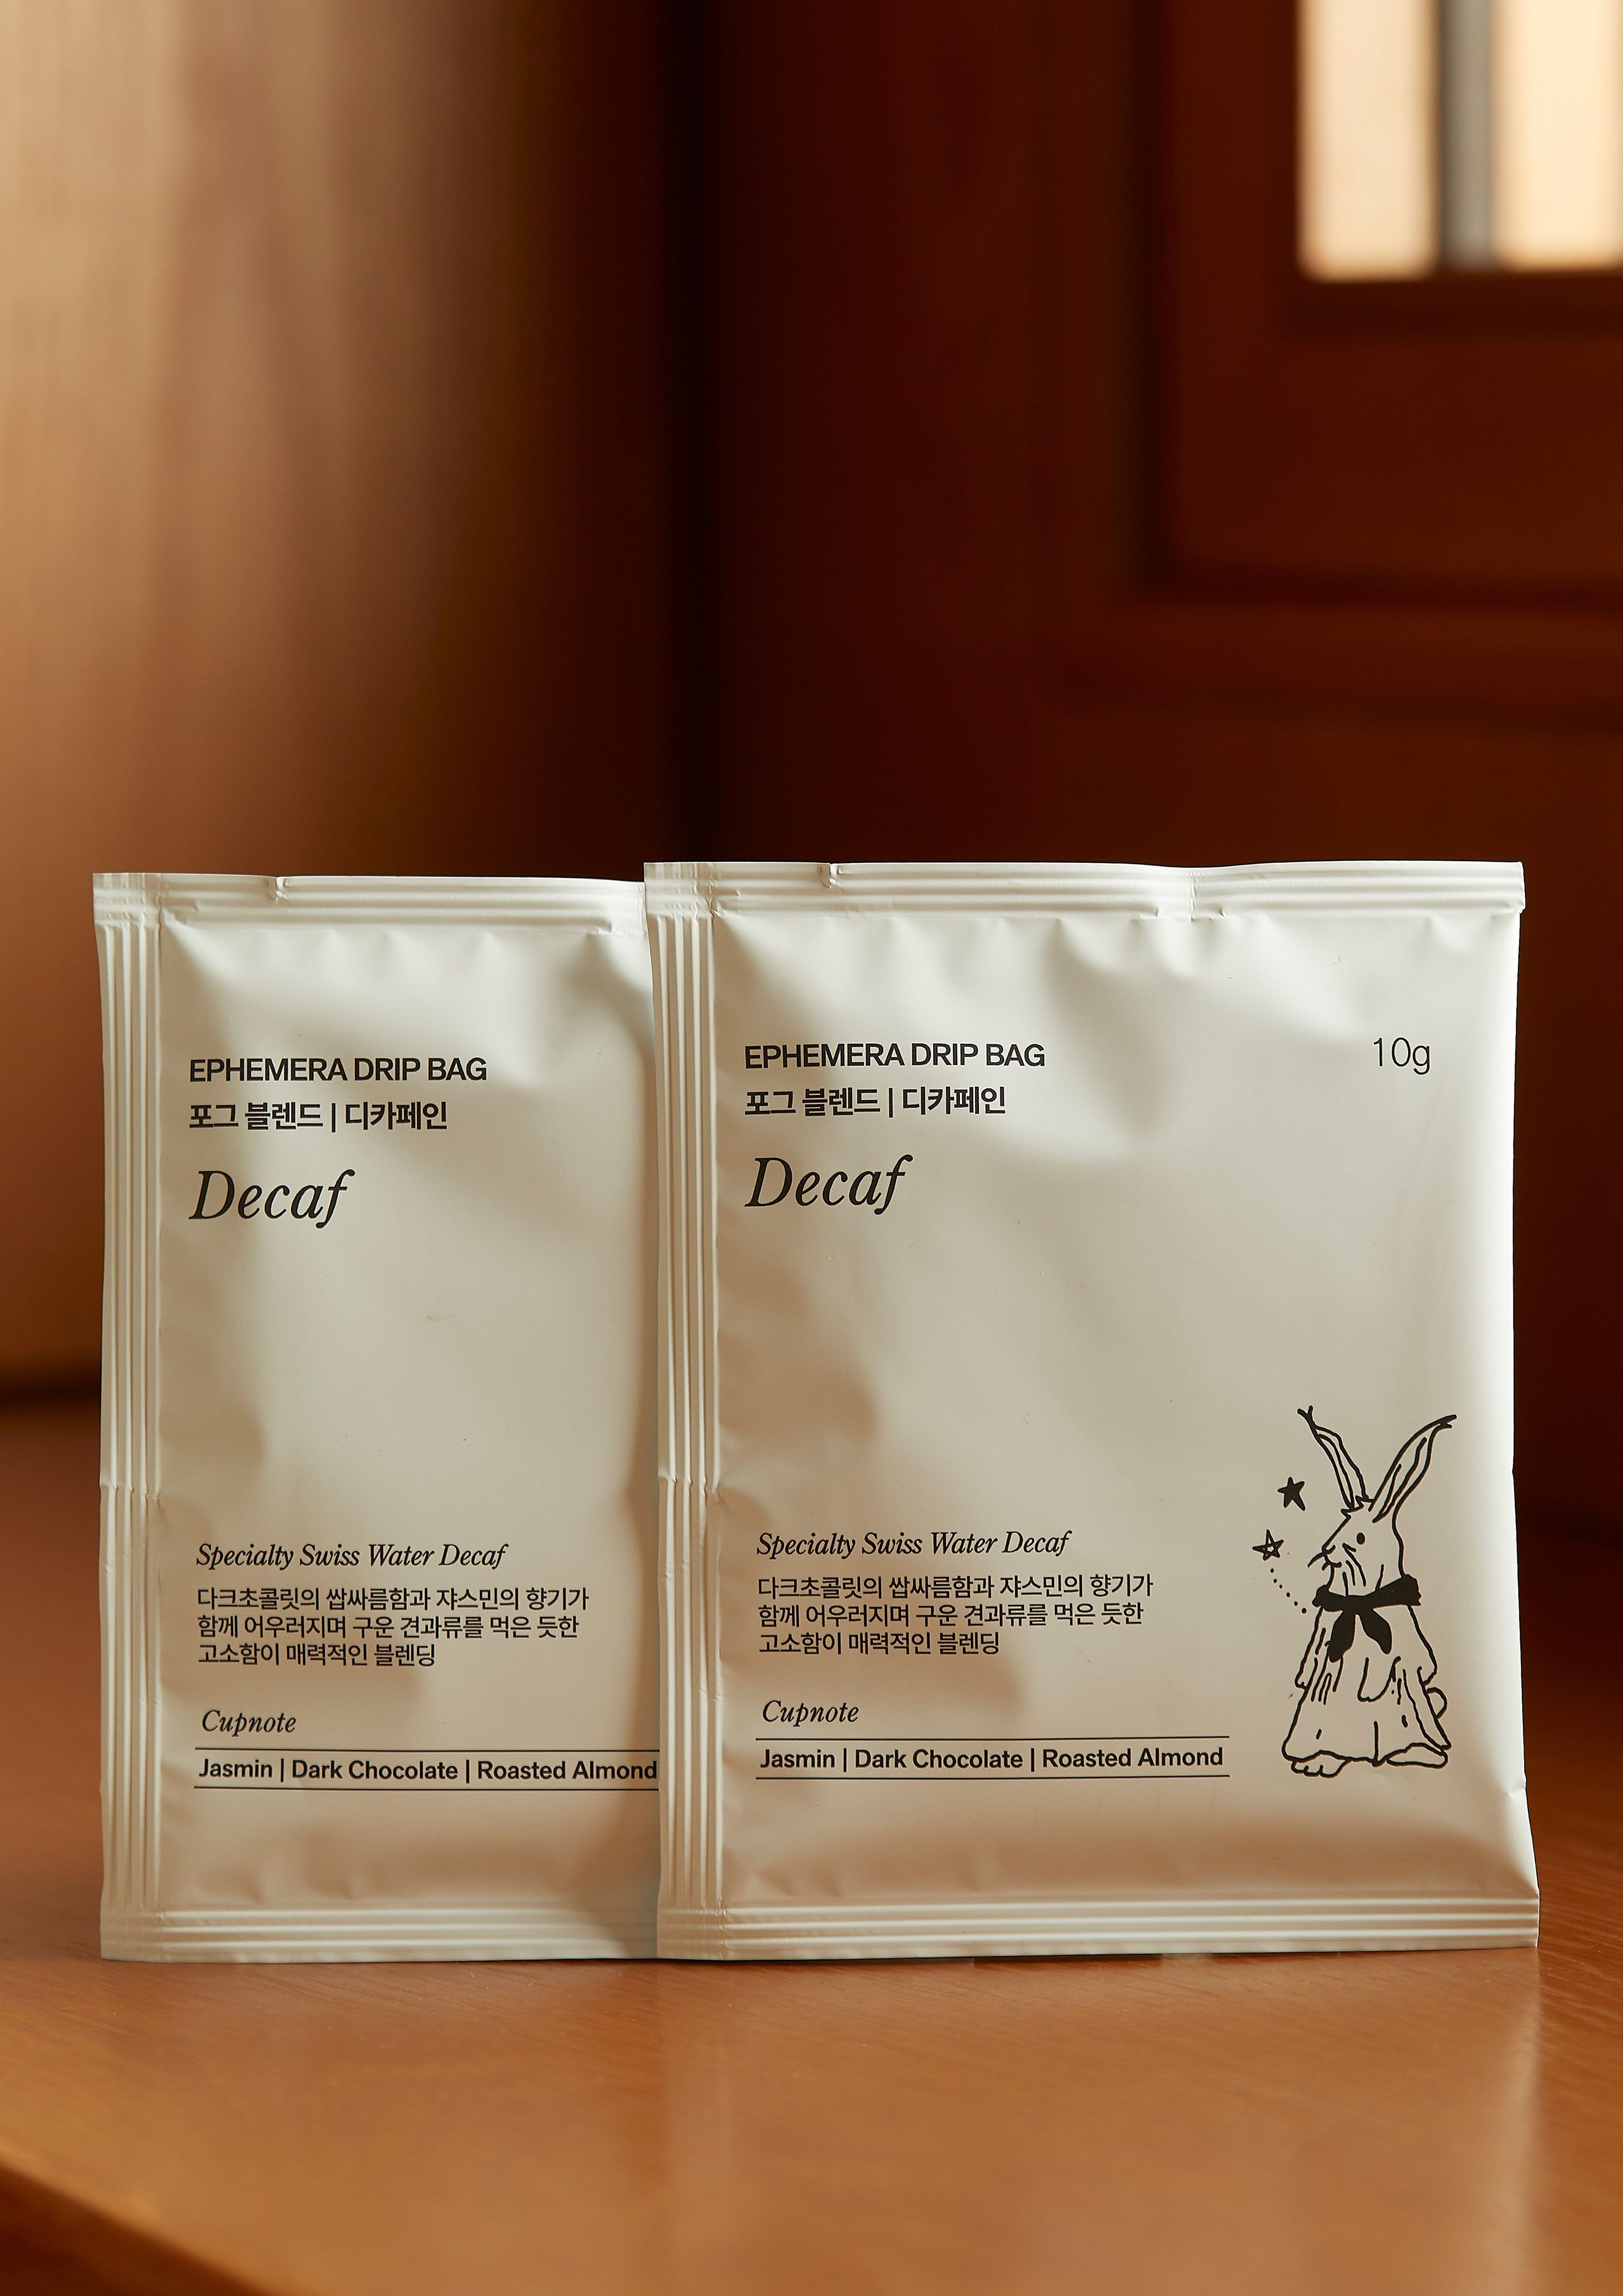 EPHEMERA DRIP BAG
포그 블렌드 | 디카페인
Decaf
Specialty Swiss Water Decaf
다크초콜릿의 쌉싸름함과 쟈스민의 향기가
함께 어우러지며 구운 견과류를 먹은 듯한
고소함이 매력적인 블렌딩
Cupnote
Jasmin | Dark Chocolate | Roasted Almond
EPHEMERA DRIP BAG
10g
포그 블렌드 | 디카페인
Decaf
Specialty Swiss Water Decaf
다크초콜릿의 쌉싸름함과 쟈스민의 향기가
함께 어우러지며 구운 견과류를 먹은 듯한
고소함이 매력적인 블렌딩
Cupnote
Jasmin | Dark Chocolate | Roasted Almond